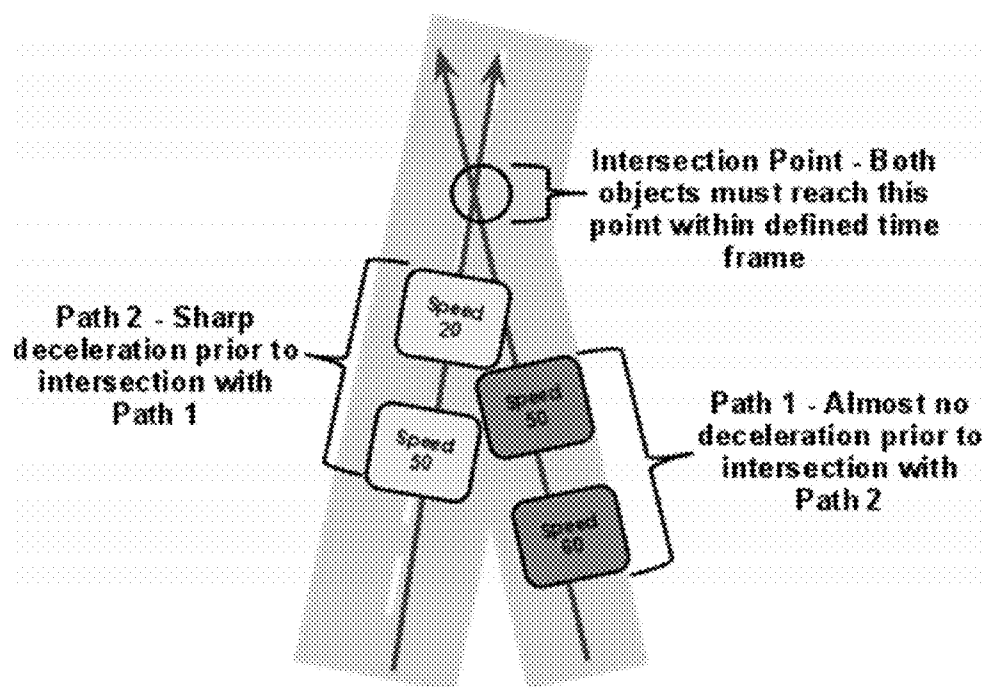 Intersection Point - Both
objects must reach this
point within defined time
frame
Path 2 - Sharp
deceleration prior to
intersection with
Path 1
Speed
20
Speed
50
Speed
50
Speed
60
Path 1 - Almost no
deceleration prior to
intersection with
Path 2